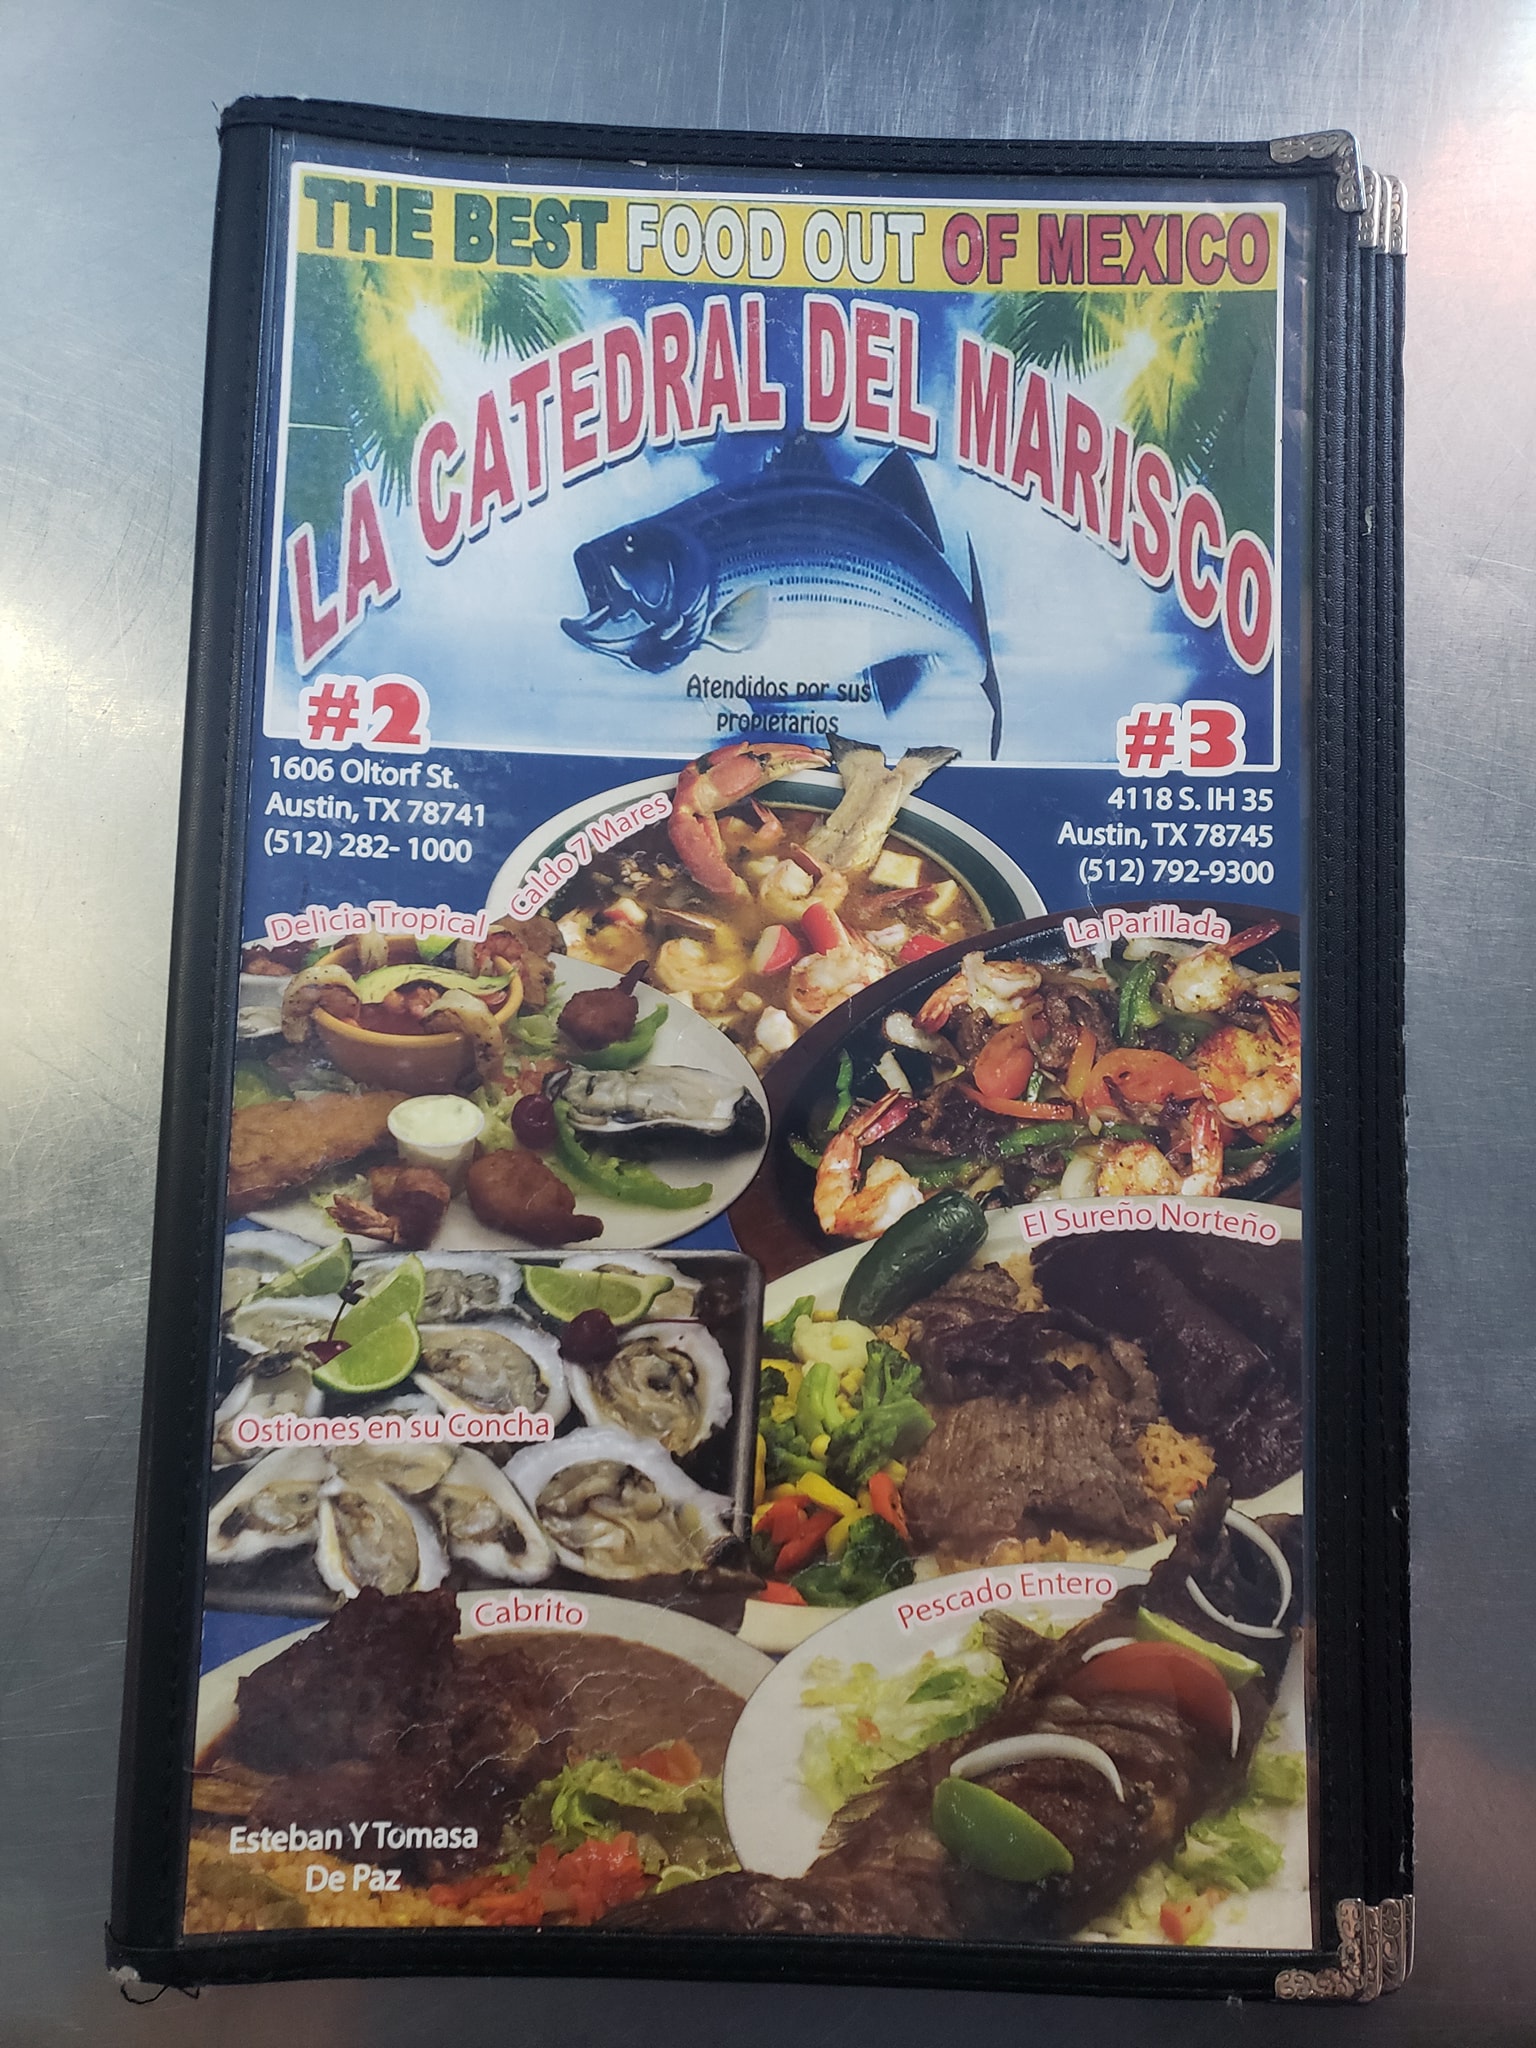 THE BEST FOOD OUT OF MEXICO
LA CATEDRAL DEL MARISCO
Atendidos por sus
propietarios
#2
1606 Oltorf St.
Austin, TX 78741
(512) 282- 1000
#3
4118 S. IH 35
Austin, TX 78745
(512) 792-9300
Caldo 7 Mares
Delicia Tropical
La Parillada
El Sureño Norteño
Ostiones en su Concha
Cabrito
Pescado Entero
Esteban Y Tomasa
De Paz